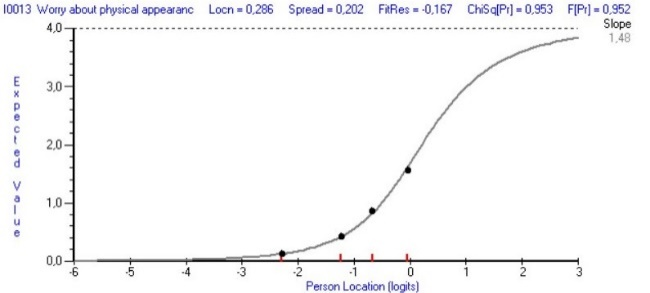 I0013 Worry about physical appearanc Locn = 0,286 Spread = 0,202 FitRes = -0,167 ChiSq[Pr] = 0,953 F[Pr] = 0,952
Slope
1,48
4,0
3,0
2,0
1,0
0,0
Expected Value
-6 -5 -4 -3 -2 -1 0 1 2 3
Person Location (logits)